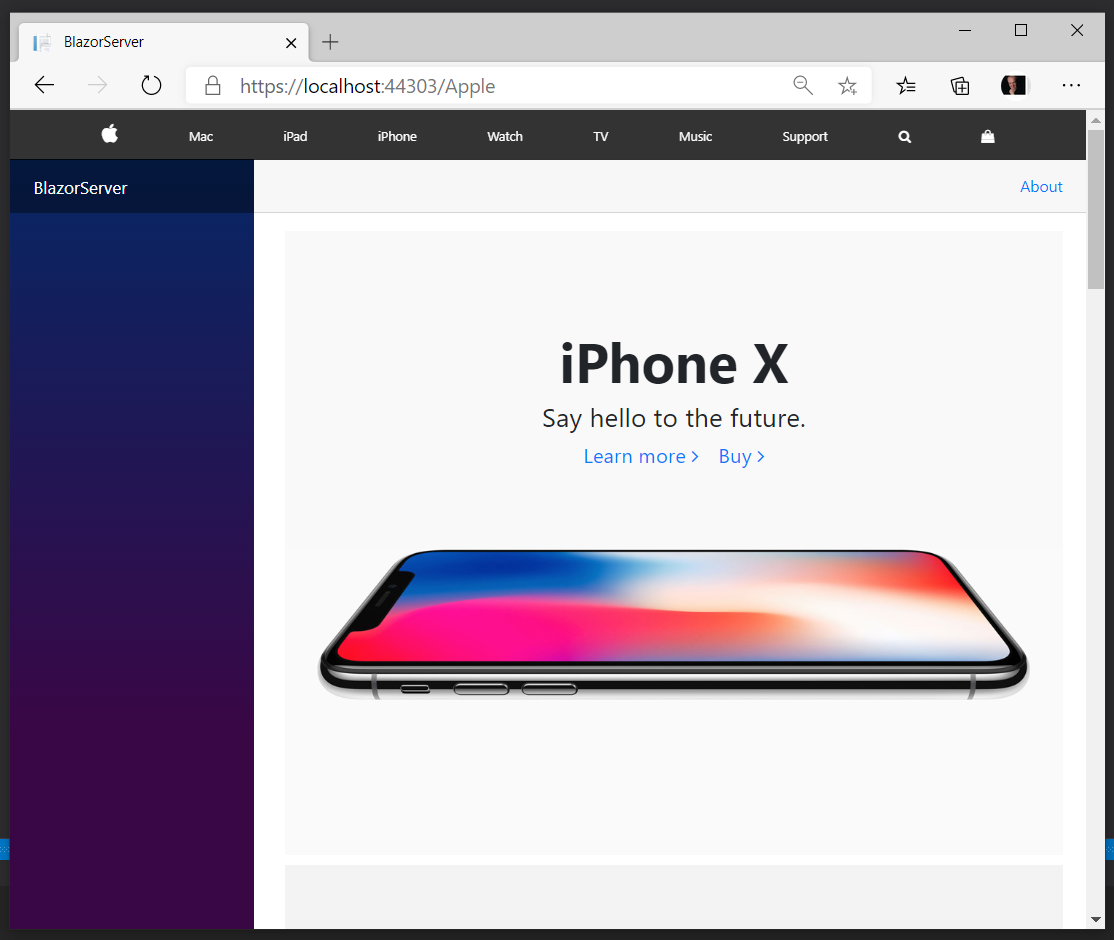 BlazorServer
https://localhost:44303/Apple
Mac iPad iPhone Watch TV Music Support
BlazorServer
About
iPhone X
Say hello to the future.
Learn more > Buy >